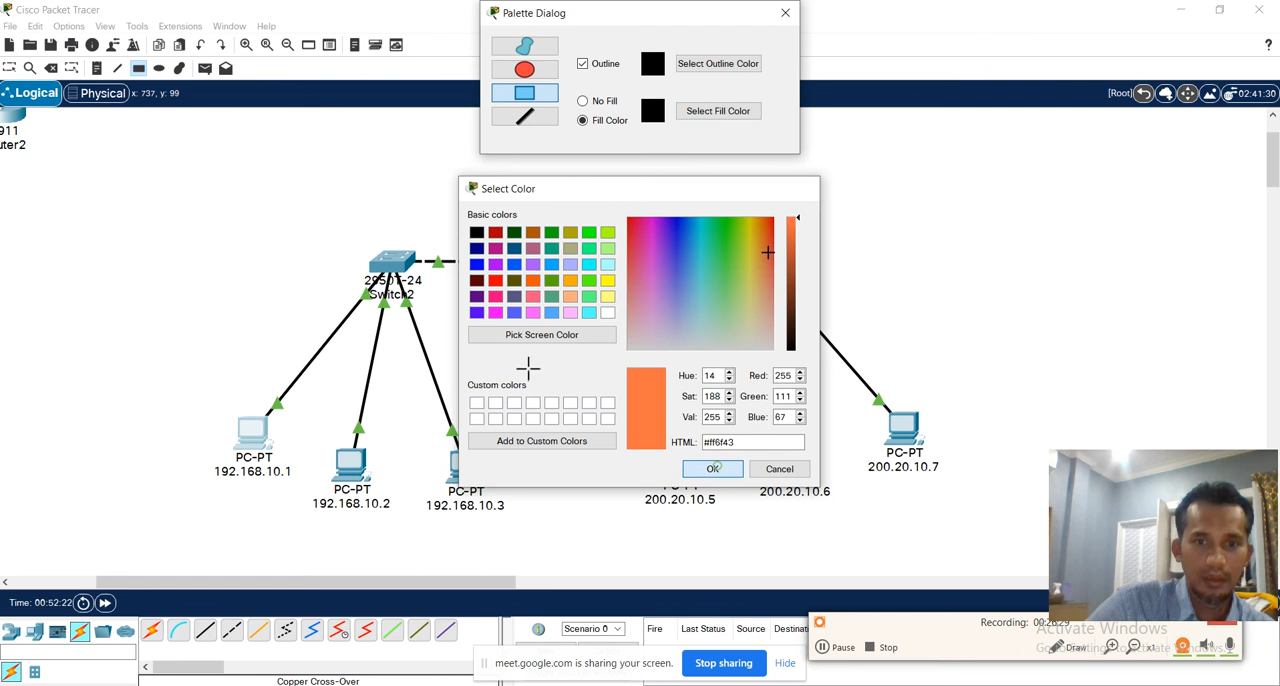 Cisco Packet Tracer
File Edit Options View Tools Extensions Window Help
Logical Physical x: 737, y: 99
[Root] 02:41:30
911
uter2
Palette Dialog
Outline
Select Outline Color
No Fill
Fill Color
Select Fill Color
Select Color
Basic colors
Pick Screen Color
Custom colors
Add to Custom Colors
Hue: 14 Red: 255
Sat: 188 Green: 111
Val: 255 Blue: 67
HTML: #ff6f43
OK Cancel
2950T-24
Switch2
PC-PT
192.168.10.1
PC-PT
192.168.10.2
PC-PT
192.168.10.3
PC-PT
200.20.10.5
200.20.10.6
PC-PT
200.20.10.7
Time: 00:52:22
Scenario 0
Fire Last Status Source Destinati
Copper Cross-Over
meet.google.com is sharing your screen. Stop sharing Hide
Recording:
Pause Stop Draw x1
Activate Windows